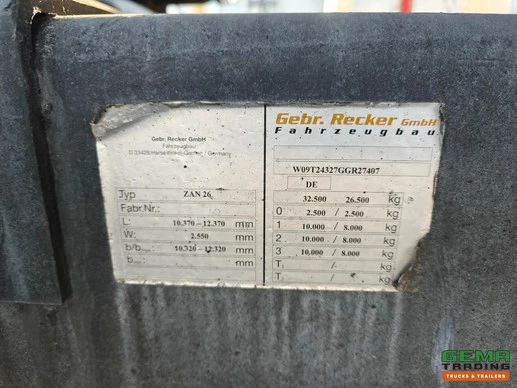 Gebr. Recker GmbH
Fahrzeugbau
Germany
Typ ZAN 26
Fabr.Nr.:
L: 10.370 – 12.370 mm
W: 2.550 mm
b/b 10.320 – 12.320 mm
b mm
Gebr. Recker GmbH
Fahrzeugbau
W09T24327GGR27407
DE
32.500 26.500 kg
0 2.500 / 2.500 kg
1 10.000 / 8.000 kg
2 10.000 / 8.000 kg
3 10.000 / 8.000 kg
T / kg
T / kg
GEMA
TRADING
TRUCKS & TRAILERS